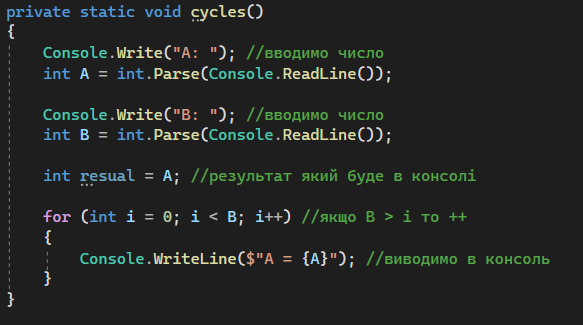 private static void cycles()
{
Console.Write("A: "); //вводимо число
int A = int.Parse(Console.ReadLine());
Console.Write("B: "); //вводимо число
int B = int.Parse(Console.ReadLine());
int resual = A; //результат який буде в консолі
for (int i = 0; i < B; i++) //якщо B > i то ++
{
Console.WriteLine($"A = {A}"); //виводимо в консоль
}
}